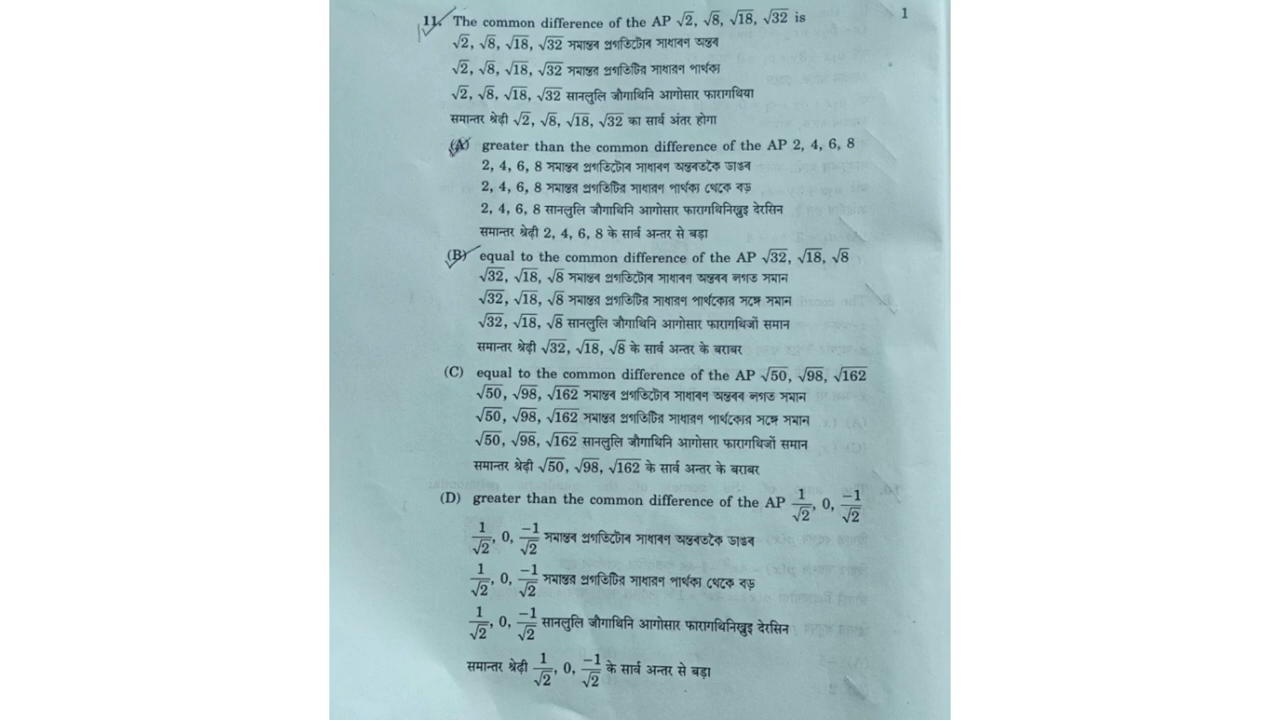 11. The common difference of the AP √2, √8, √18, √32 is 1
√2, √8, √18, √32 সমান্তৰ প্ৰগতিটোৰ সাধাৰণ অন্তৰ
√2, √8, √18, √32 সমান্তর প্রগতিটির সাধারণ পার্থক্য
√2, √8, √18, √32 सानलुलि जौगाथिनि आगोसार फारागथिया
समान्तर श्रेढ़ी √2, √8, √18, √32 का सार्व अंतर होगा
(A) greater than the common difference of the AP 2, 4, 6, 8
2, 4, 6, 8 সমান্তৰ প্ৰগতিটোৰ সাধাৰণ অন্তৰতকৈ ডাঙৰ
2, 4, 6, 8 সমান্তর প্রগতিটির সাধারণ পার্থক্য থেকে বড়
2, 4, 6, 8 सानलुलि जौगाथिनि आगोसार फारागथिनिख्रुइ देरसिन
समान्तर श्रेढ़ी 2, 4, 6, 8 के सार्व अन्तर से बड़ा
(B) equal to the common difference of the AP √32, √18, √8
√32, √18, √8 সমান্তৰ প্ৰগতিটোৰ সাধাৰণ অন্তৰৰ লগত সমান
√32, √18, √8 সমান্তর প্রগতিটির সাধারণ পার্থক্যের সঙ্গে সমান
√32, √18, √8 सानलुलि जौगाथिनि आगोसार फारागथिजों समान
समान्तर श्रेढ़ी √32, √18, √8 के सार्व अन्तर के बराबर
(C) equal to the common difference of the AP √50, √98, √162
√50, √98, √162 সমান্তৰ প্ৰগতিটোৰ সাধাৰণ অন্তৰৰ লগত সমান
√50, √98, √162 সমান্তর প্রগতিটির সাধারণ পার্থক্যের সঙ্গে সমান
√50, √98, √162 सानलुलि जौगाथिनि आगोसार फारागथिजों समान
समान्तर श्रेढ़ी √50, √98, √162 के सार्व अन्तर के बराबर
(D) greater than the common difference of the AP 1/√2, 0, -1/√2
1/√2, 0, -1/√2 সমান্তৰ প্ৰগতিটোৰ সাধাৰণ অন্তৰতকৈ ডাঙৰ
1/√2, 0, -1/√2 সমান্তর প্রগতিটির সাধারণ পার্থক্য থেকে বড়
1/√2, 0, -1/√2 सानलुलि जौगाथिनि आगोसार फारागथिनिख्रुइ देरसिन
समान्तर श्रेढ़ी 1/√2, 0, -1/√2 के सार्व अन्तर से बड़ा